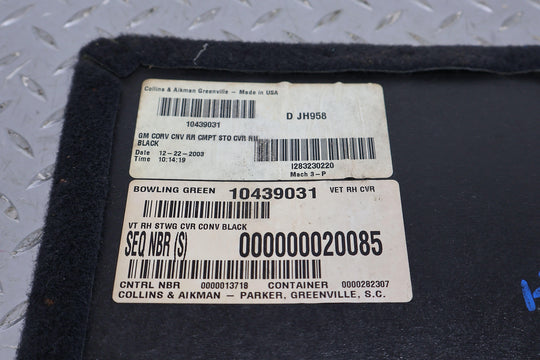 Collins & Aikman Greenville - Made in USA
10439031
D JH958
GM CORV CNV RR CMPT STO CVR RH
BLACK
Date 12-22-2003
Time 10:14:19
I283230220
Mach 3-P
BOWLING GREEN 10439031 VET RH CVR
VT RH STWG CVR CONV BLACK
SEQ NBR (S) 000000020085
CNTRL NBR 0000013718 CONTAINER 0000282307
COLLINS & AIKMAN - PARKER, GREENVILLE, S.C.